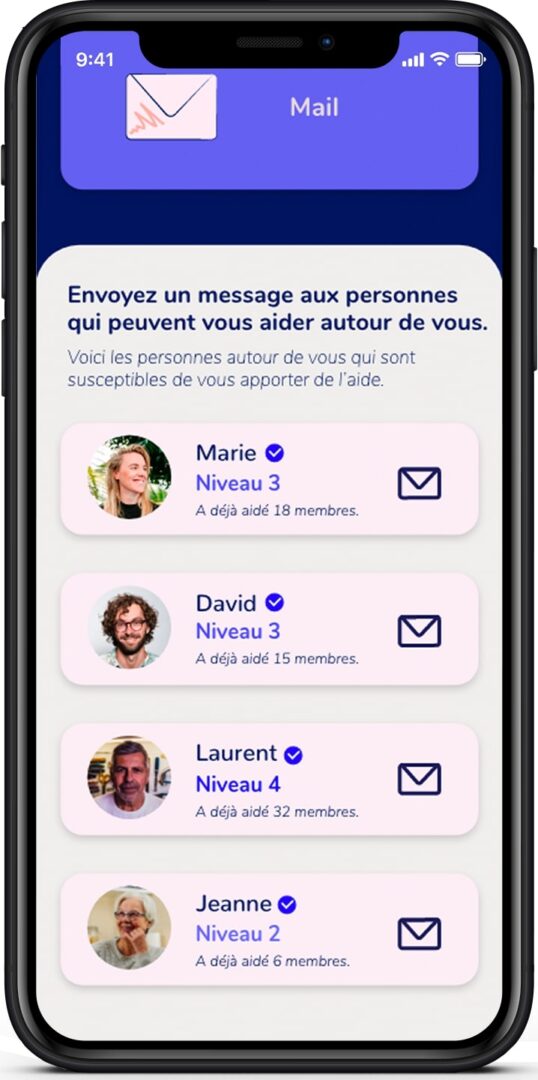 9:41
Mail
Envoyez un message aux personnes
qui peuvent vous aider autour de vous.
Voici les personnes autour de vous qui sont
susceptibles de vous apporter de l'aide.
Marie
Niveau 3
A déjà aidé 18 membres.
David
Niveau 3
A déjà aidé 15 membres.
Laurent
Niveau 4
A déjà aidé 32 membres.
Jeanne
Niveau 2
A déjà aidé 6 membres.